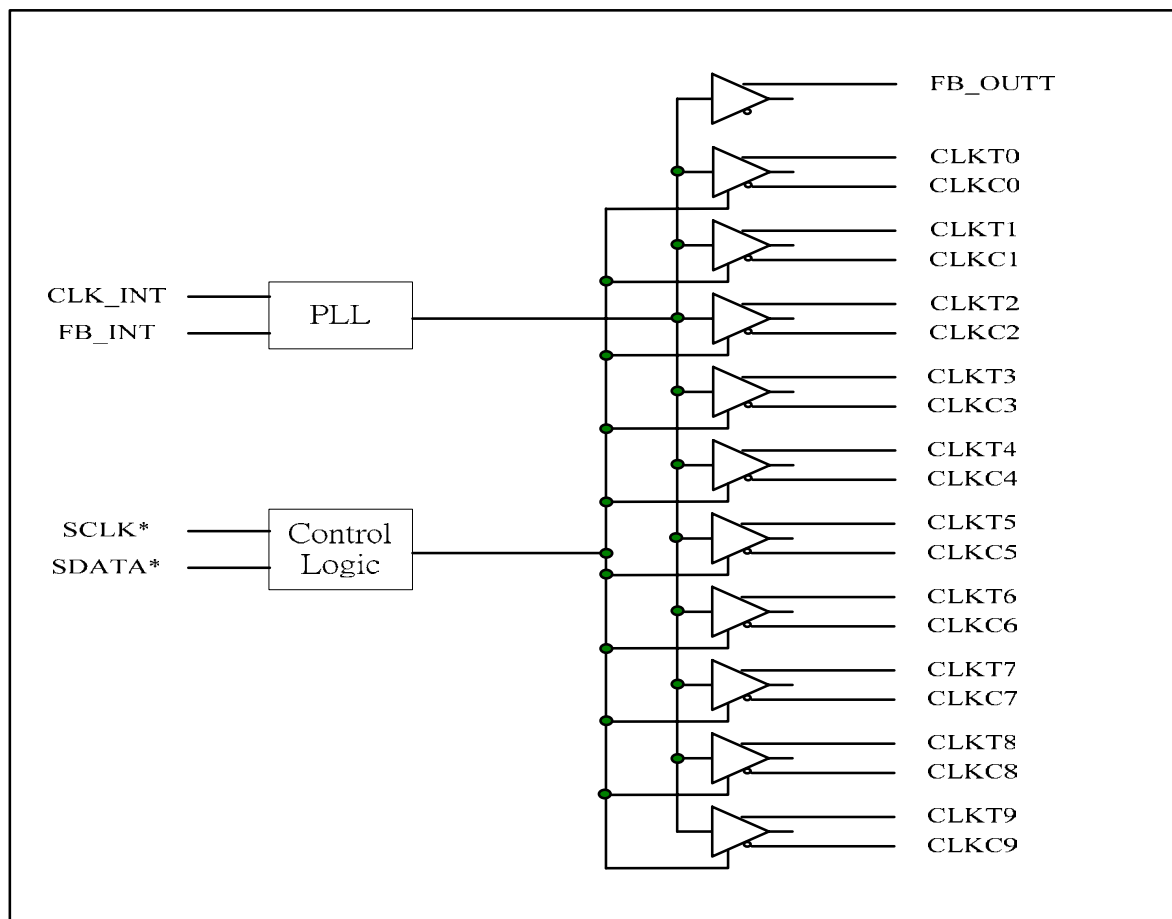 FB_OUTT
CLKT0
CLKC0
CLKT1
CLKC1
CLK_INT
FB_INT
PLL
CLKT2
CLKC2
CLKT3
CLKC3
CLKT4
CLKC4
SCLK*
SDATA*
Control
Logic
CLKT5
CLKC5
CLKT6
CLKC6
CLKT7
CLKC7
CLKT8
CLKC8
CLKT9
CLKC9